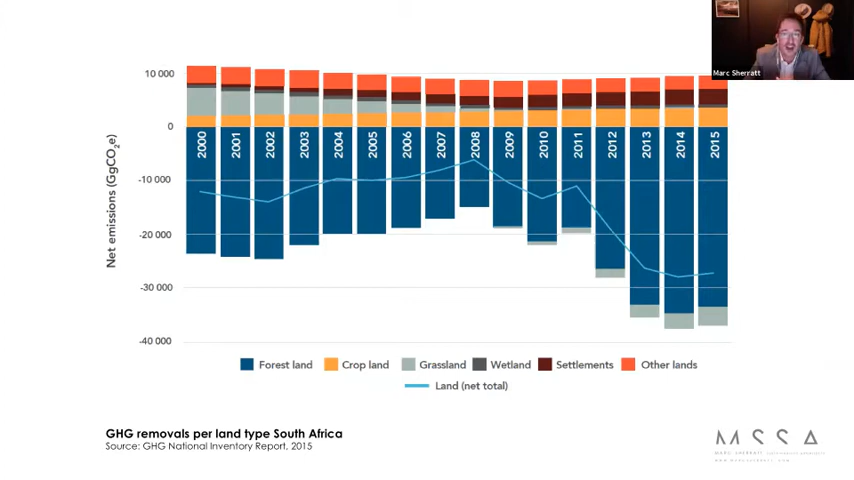 Marc Sherratt
Net emissions (GgCO2e)
10 000
0
-10 000
-20 000
-30 000
-40 000
2000
2001
2002
2003
2004
2005
2006
2007
2008
2009
2010
2011
2012
2013
2014
2015
Forest land
Crop land
Grassland
Wetland
Settlements
Other lands
Land (net total)
GHG removals per land type South Africa
Source: GHG National Inventory Report, 2015
MSSA
MARC SHERRATT